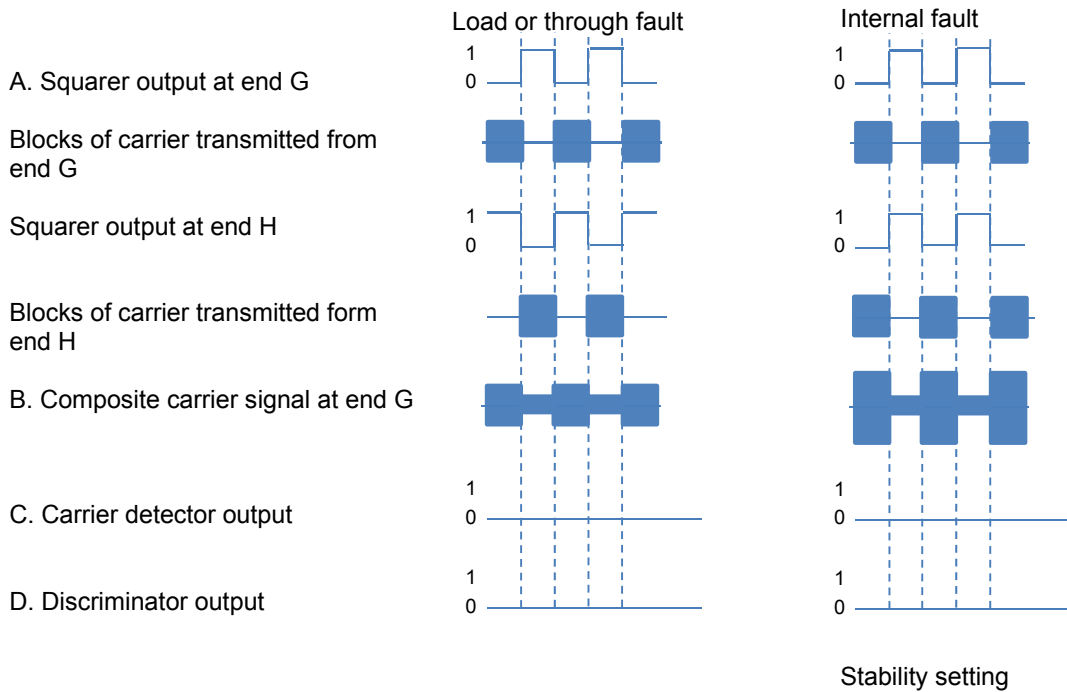 Load or through fault
Internal fault
1
0
1
0
A. Squarer output at end G
Blocks of carrier transmitted from
end G
Squarer output at end H
1
0
1
0
Blocks of carrier transmitted form
end H
B. Composite carrier signal at end G
C. Carrier detector output
1
0
1
0
D. Discriminator output
1
0
1
0
Stability setting